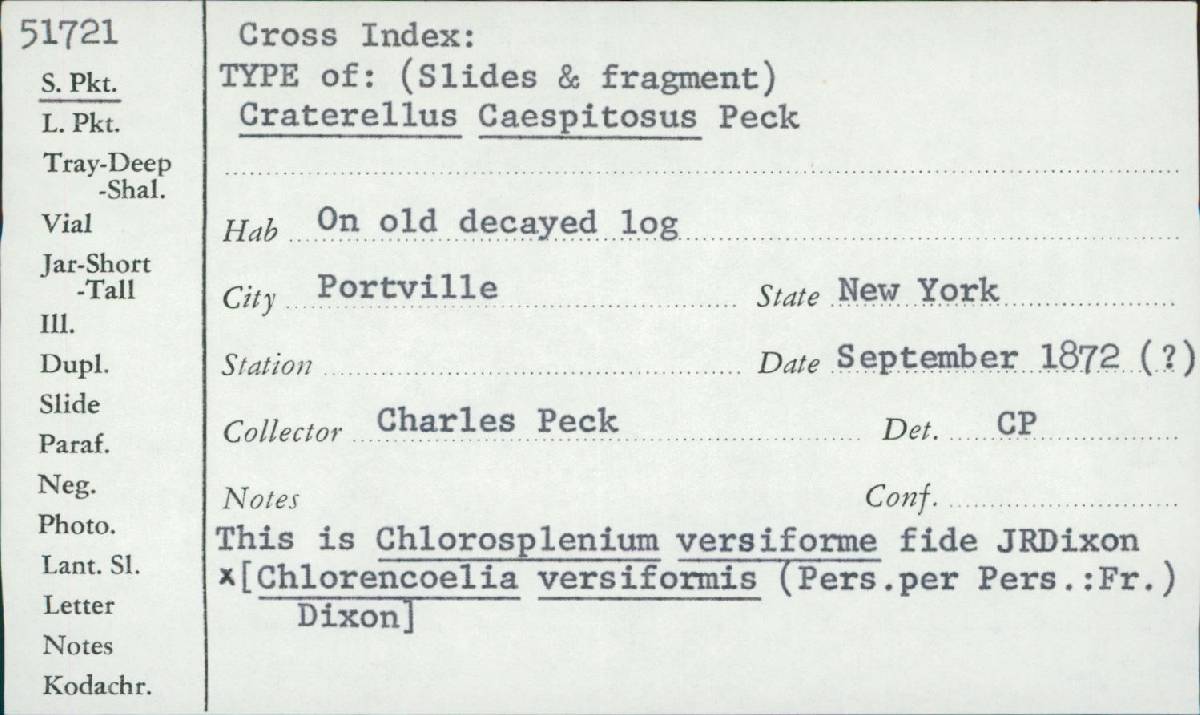 51721
S. Pkt.
L. Pkt.
Tray-Deep
-Shal.
Vial
Jar-Short
-Tall
Ill.
Dupl.
Slide
Paraf.
Neg.
Photo.
Lant. Sl.
Letter
Notes
Kodachr.
Cross Index:
TYPE of: (Slides & fragment)
Craterellus Caespitosus Peck
Hab On old decayed log
City Portville State New York
Station Date September 1872 (?)
Collector Charles Peck Det. CP
Notes Conf.
This is Chlorosplenium versiforme fide JRDixon
x[Chlorencoelia versiformis (Pers.per Pers.:Fr.)
Dixon]